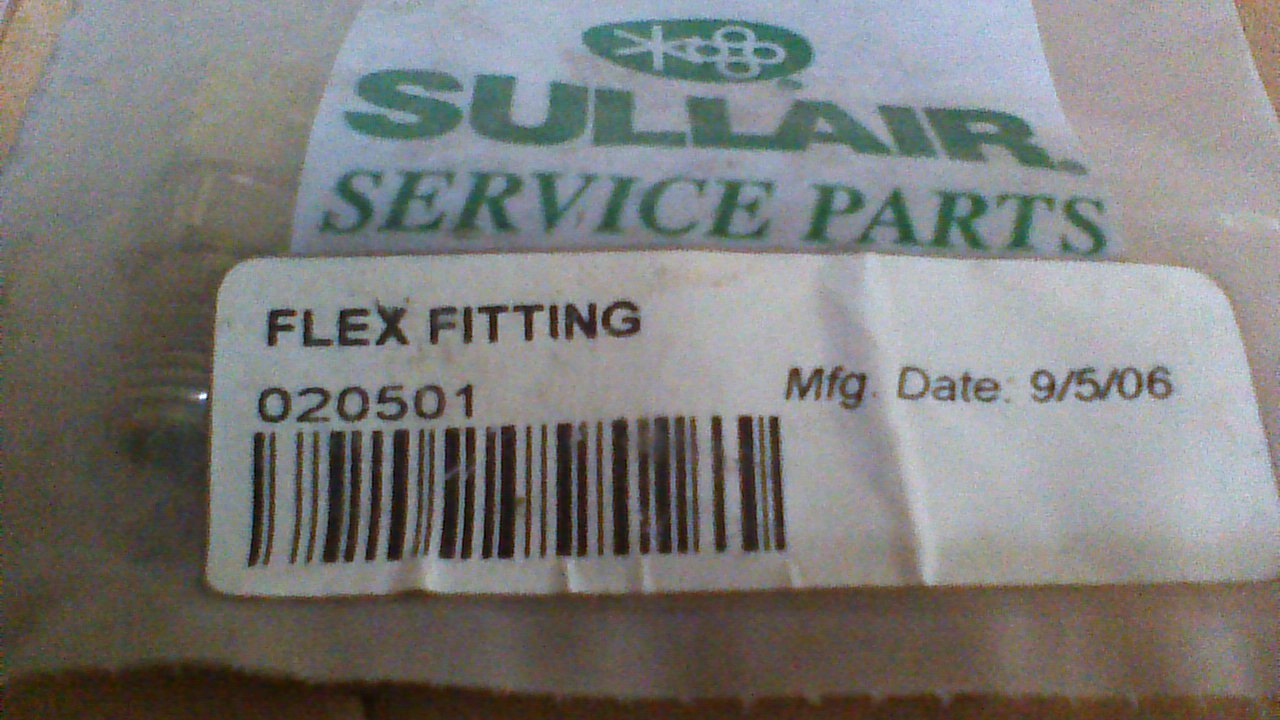 SULLAIR.
SERVICE PARTS
FLEX FITTING
020501
Mfg. Date: 9/5/06